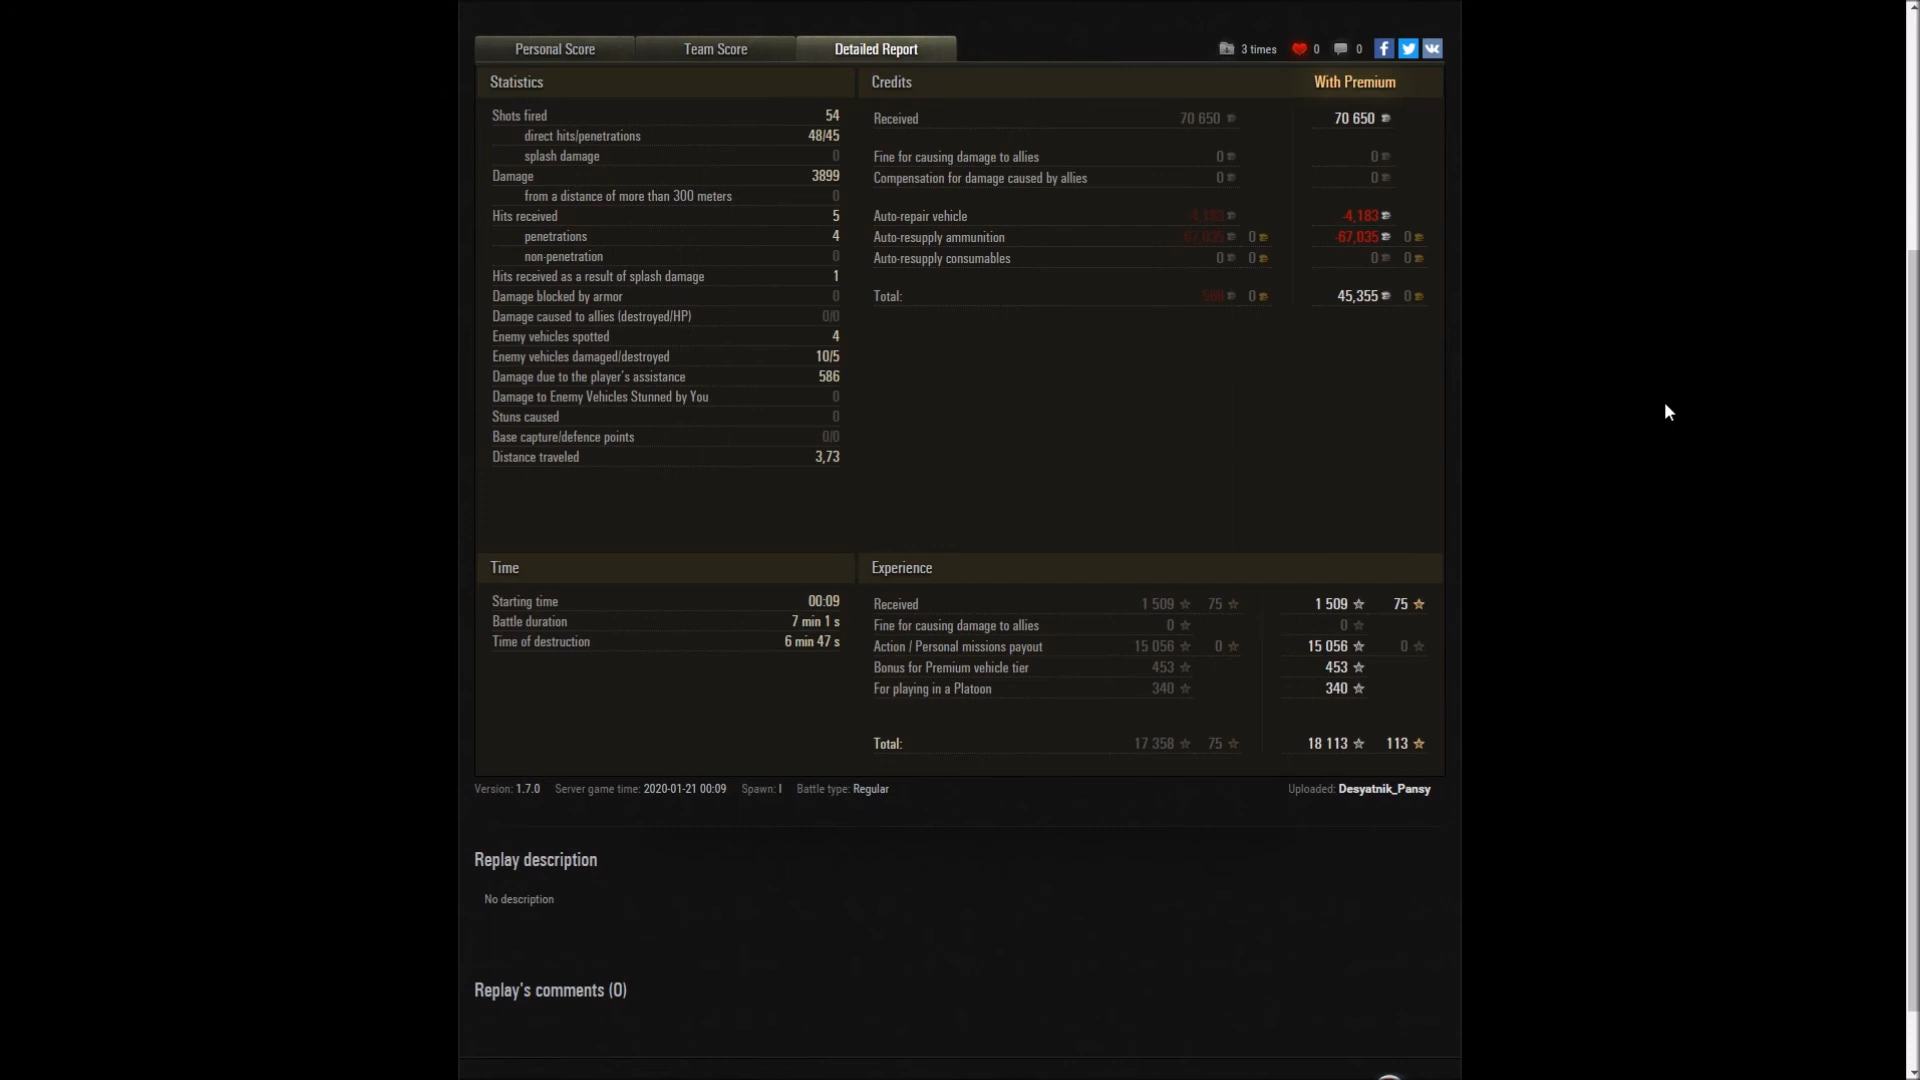 Personal Score Team Score Detailed Report 3 times 0 0
Statistics
Shots fired 54
direct hits/penetrations 48/45
splash damage 0
Damage 3899
from a distance of more than 300 meters 0
Hits received 5
penetrations 4
non-penetration 0
Hits received as a result of splash damage 1
Damage blocked by armor 0
Damage caused to allies (destroyed/HP) 0/0
Enemy vehicles spotted 4
Enemy vehicles damaged/destroyed 10/5
Damage due to the player's assistance 586
Damage to Enemy Vehicles Stunned by You 0
Stuns caused 0
Base capture/defence points 0/0
Distance traveled 3,73
Credits With Premium
Received 70 650 70 650
Fine for causing damage to allies 0 0
Compensation for damage caused by allies 0 0
Auto-repair vehicle -4,183 -4,183
Auto-resupply ammunition -67,035 0 -67,035 0
Auto-resupply consumables 0 0 0 0
Total: 0 45,355 0
Time
Starting time 00:09
Battle duration 7 min 1 s
Time of destruction 6 min 47 s
Experience
Received 1 509 75 1 509 75
Fine for causing damage to allies 0 0
Action / Personal missions payout 15 056 0 15 056 0
Bonus for Premium vehicle tier 453 453
For playing in a Platoon 340 340
Total: 17 358 75 18 113 113
Version: 1.7.0 Server game time: 2020-01-21 00:09 Spawn: I Battle type: Regular Uploaded: Desyatnik_Pansy
Replay description
No description
Replay's comments (0)